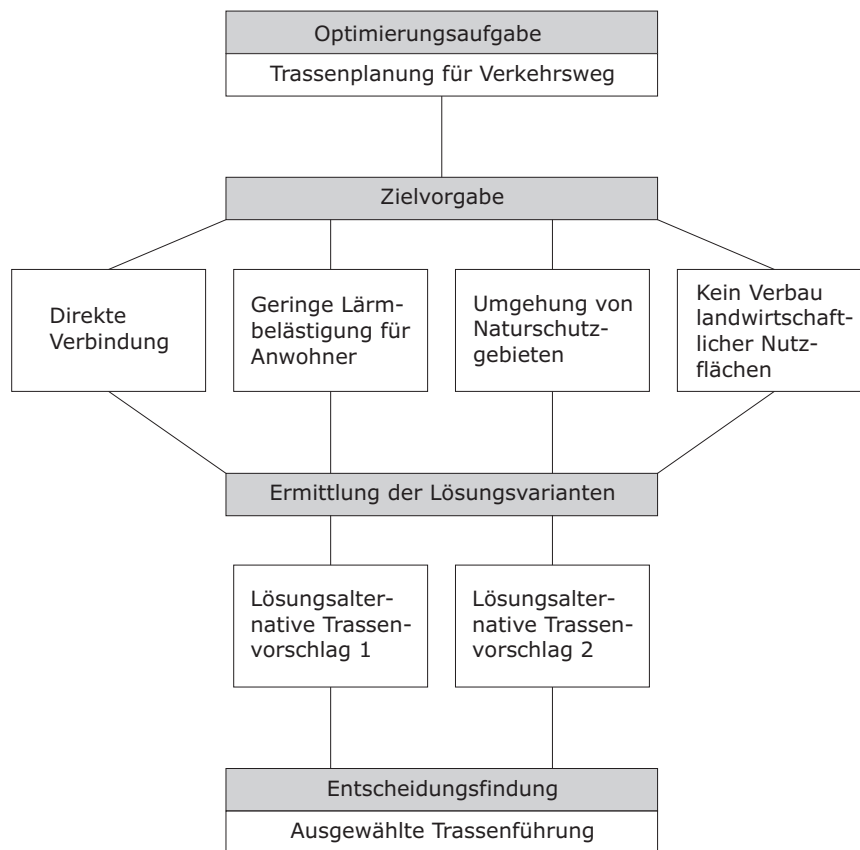 Optimierungsaufgabe
Trassenplanung für Verkehrsweg
Zielvorgabe
Direkte
Verbindung
Geringe Lärm-
belästigung für
Anwohner
Umgehung von
Naturschutz-
gebieten
Kein Verbau
landwirtschaft-
licher Nutz-
flächen
Ermittlung der Lösungsvarianten
Lösungsalter-
native Trassen-
vorschlag 1
Lösungsalter-
native Trassen-
vorschlag 2
Entscheidungsfindung
Ausgewählte Trassenführung